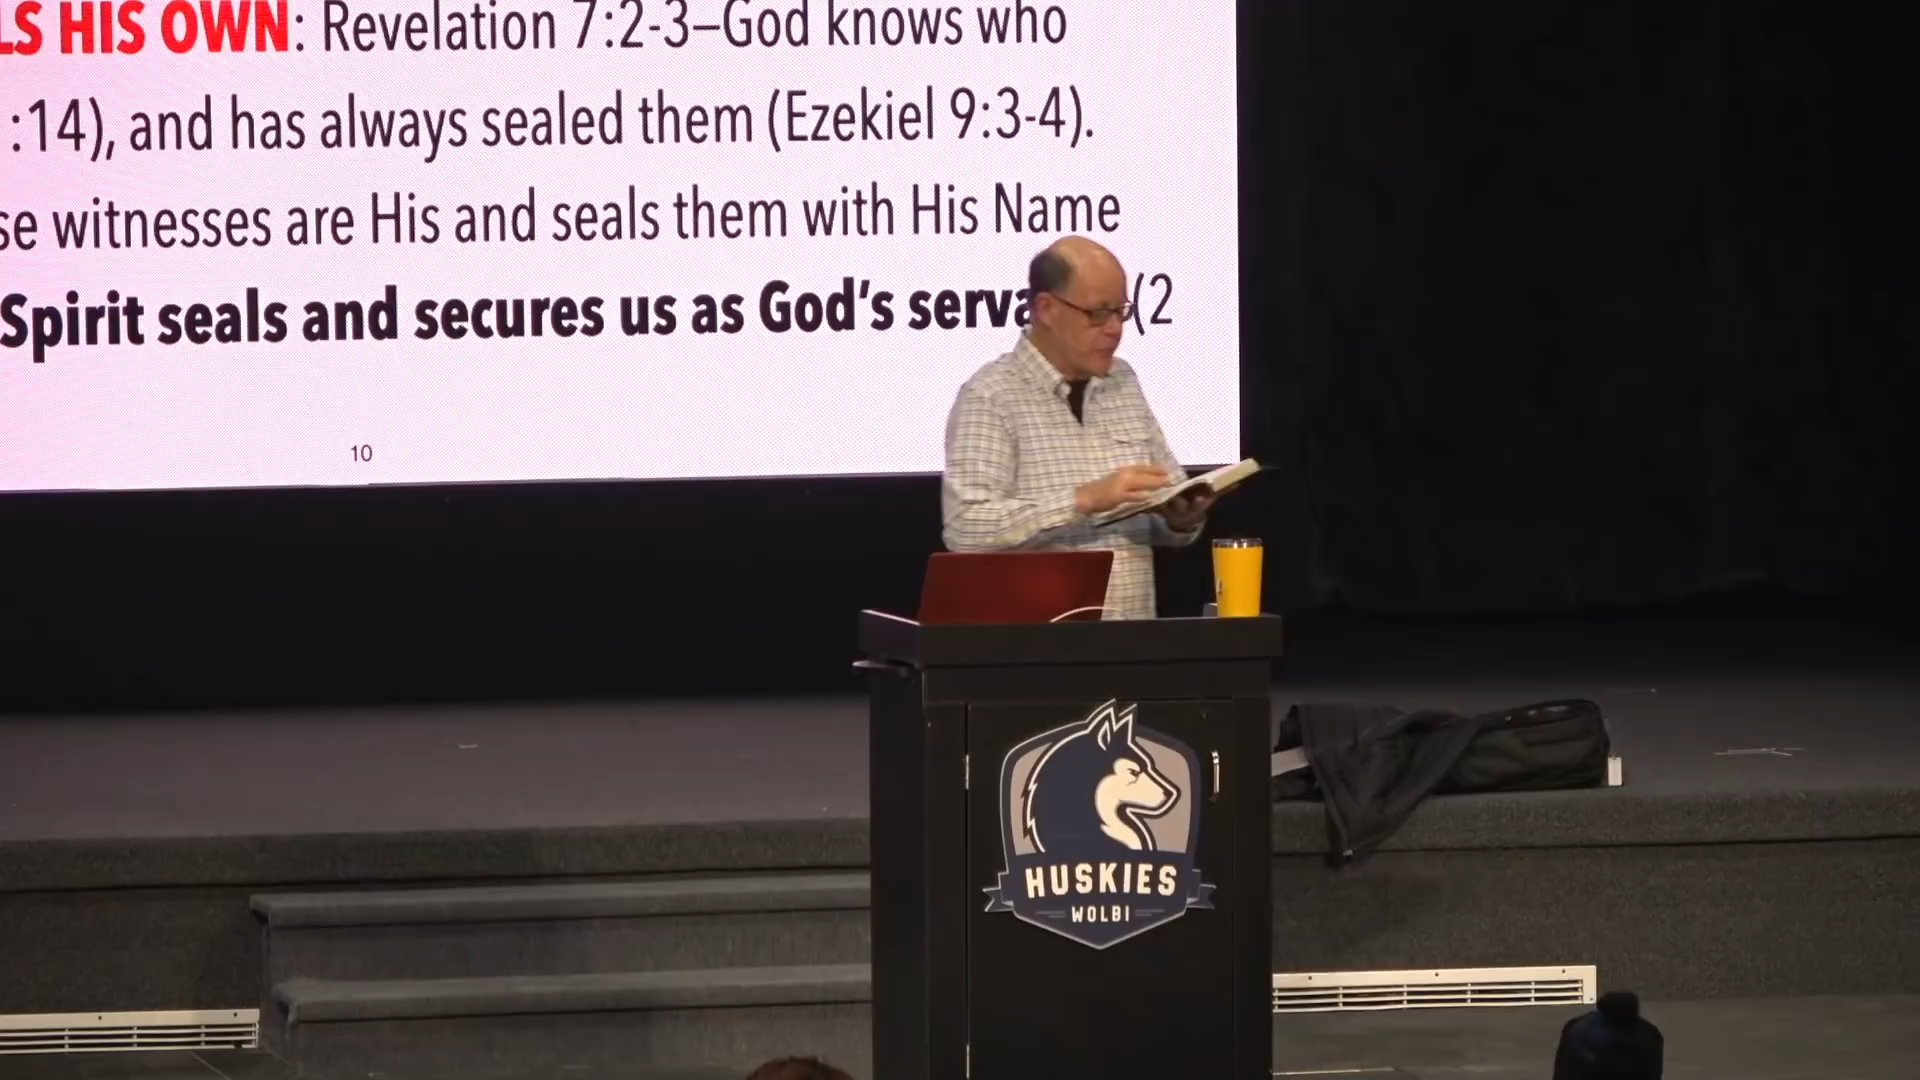 LS HIS OWN: Revelation 7:2-3–God knows who
:14), and has always sealed them (Ezekiel 9:3-4).
se witnesses are His and seals them with His Name
Spirit seals and secures us as God's serva (2
10
HUSKIES
WOLBI